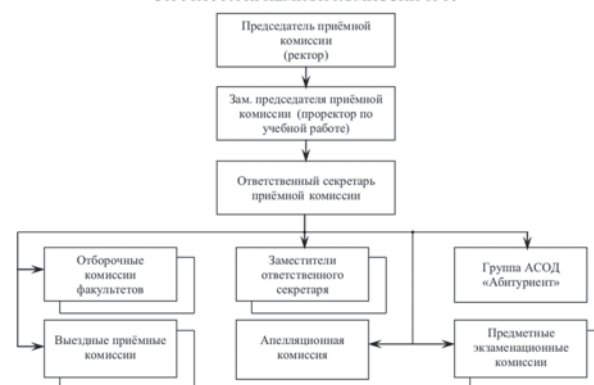 Председатель приёмной
комиссии
(ректор)
Зам. председателя приёмной
комиссии (проректор по
учебной работе)
Ответственный секретарь
приёмной комиссии
Отборочные
комиссии
факультетов
Заместители
ответственного
секретаря
Группа АСОД
«Абитуриент»
Выездные приёмные
комиссии
Апелляционная
комиссия
Предметные
экзаменационные
комиссии